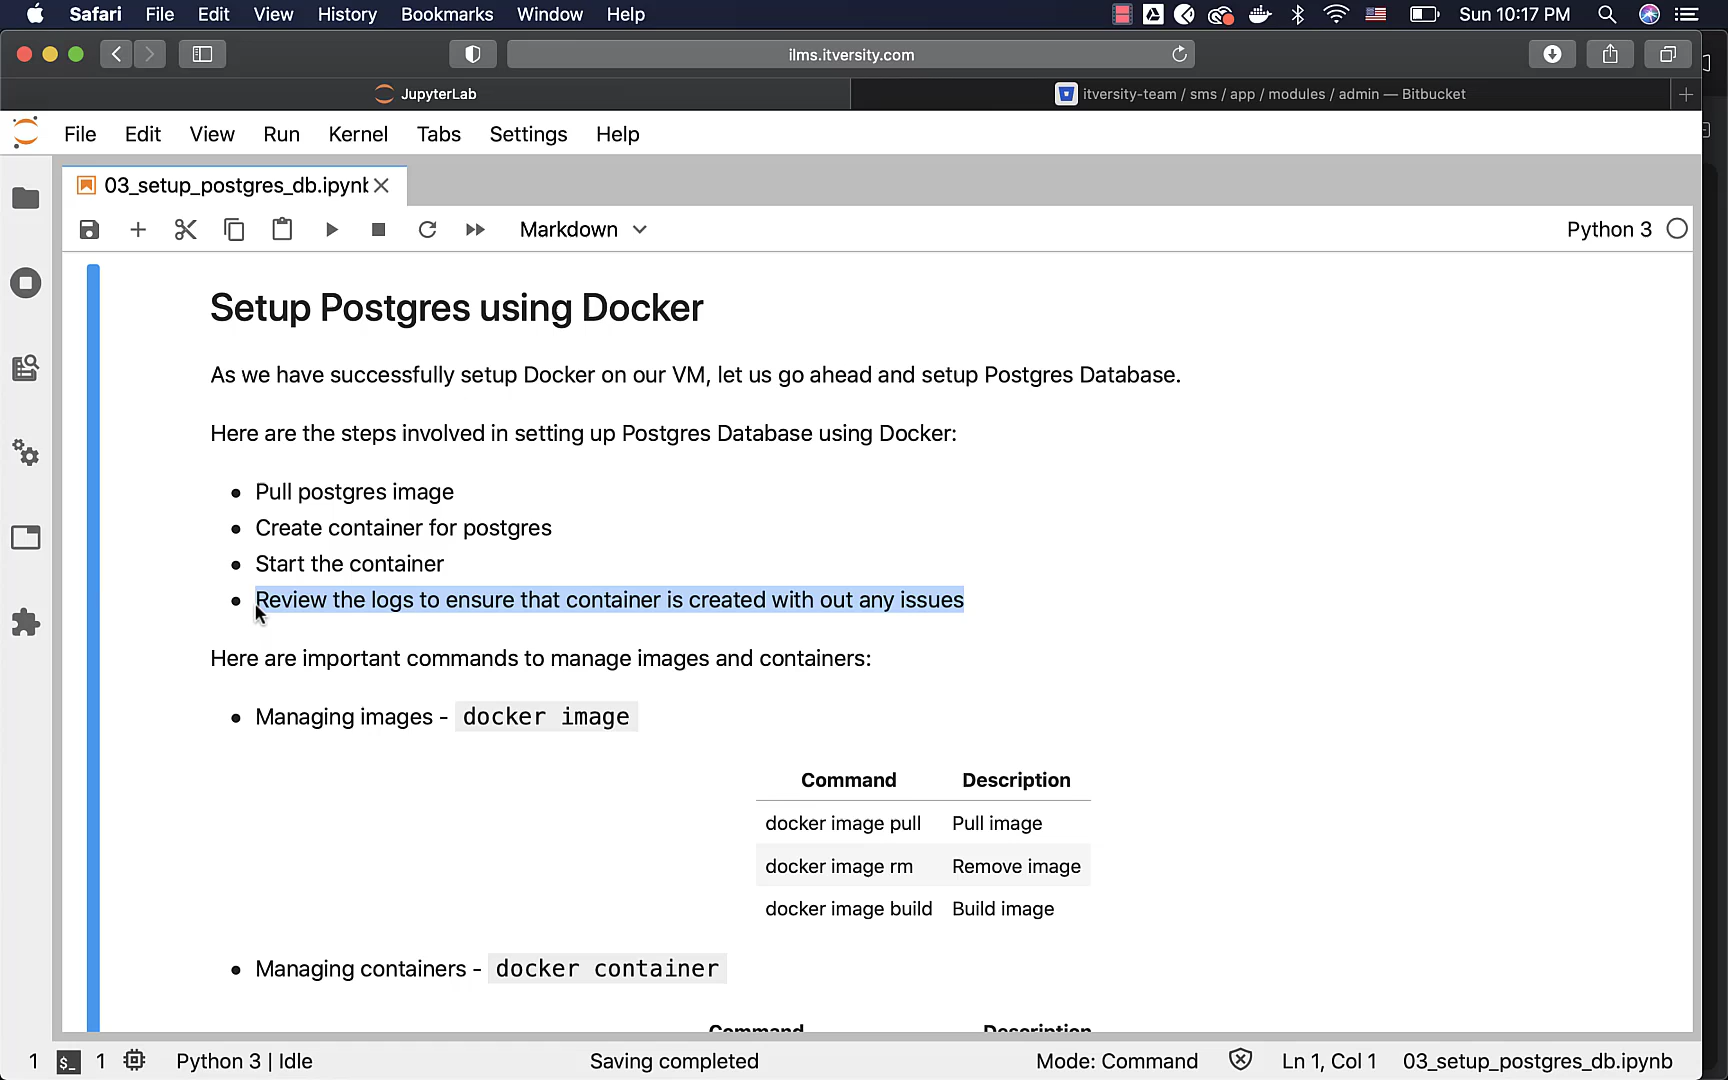 Safari File Edit View History Bookmarks Window Help Sun 10:17 PM
ilms.itversity.com
JupyterLab itversity-team / sms / app / modules / admin — Bitbucket
File Edit View Run Kernel Tabs Settings Help
03_setup_postgres_db.ipynb
Markdown Python 3
Setup Postgres using Docker
As we have successfully setup Docker on our VM, let us go ahead and setup Postgres Database.
Here are the steps involved in setting up Postgres Database using Docker:
• Pull postgres image
• Create container for postgres
• Start the container
• Review the logs to ensure that container is created with out any issues
Here are important commands to manage images and containers:
• Managing images - docker image
Command Description
docker image pull Pull image
docker image rm Remove image
docker image build Build image
• Managing containers - docker container
Command Description
1 $_ 1 Python 3 | Idle Saving completed Mode: Command Ln 1, Col 1 03_setup_postgres_db.ipynb